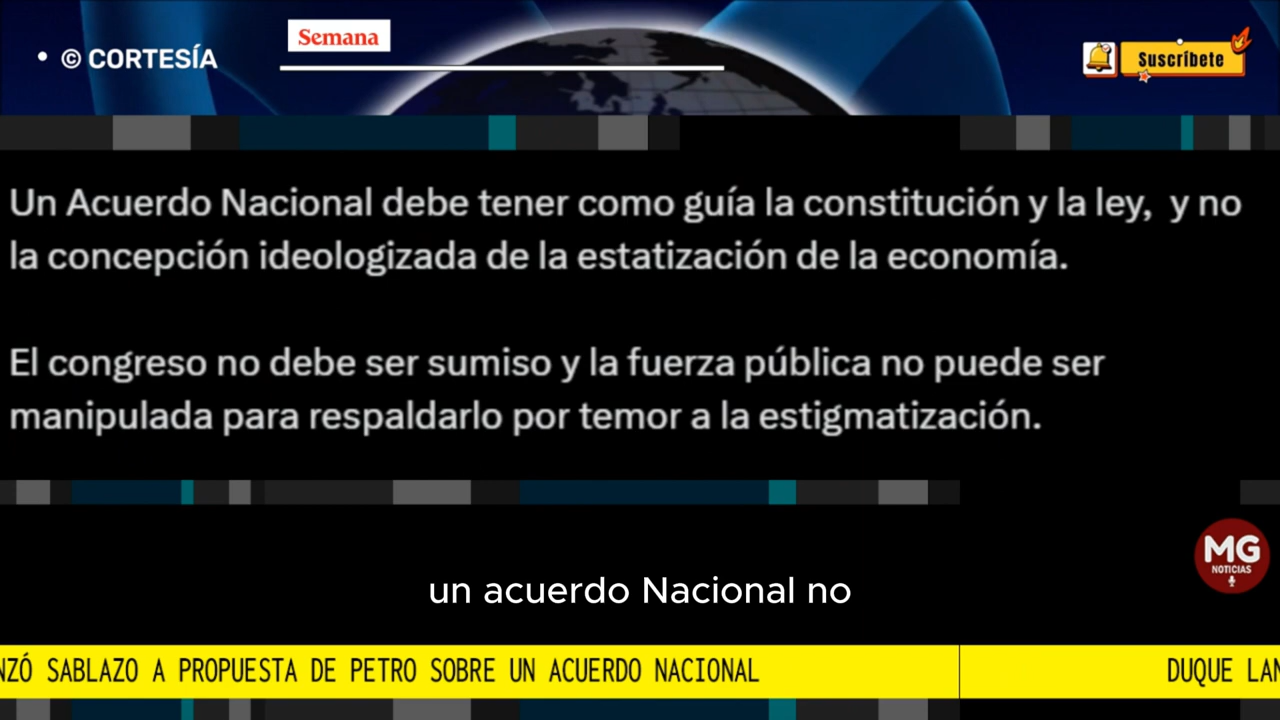 • © CORTESÍA
Semana
Suscríbete
Un Acuerdo Nacional debe tener como guía la constitución y la ley, y no
la concepción ideologizada de la estatización de la economía.
El congreso no debe ser sumiso y la fuerza pública no puede ser
manipulada para respaldarlo por temor a la estigmatización.
MG
NOTICIAS
un acuerdo Nacional no
NZÓ SABLAZO A PROPUESTA DE PETRO SOBRE UN ACUERDO NACIONAL
DUQUE LAN